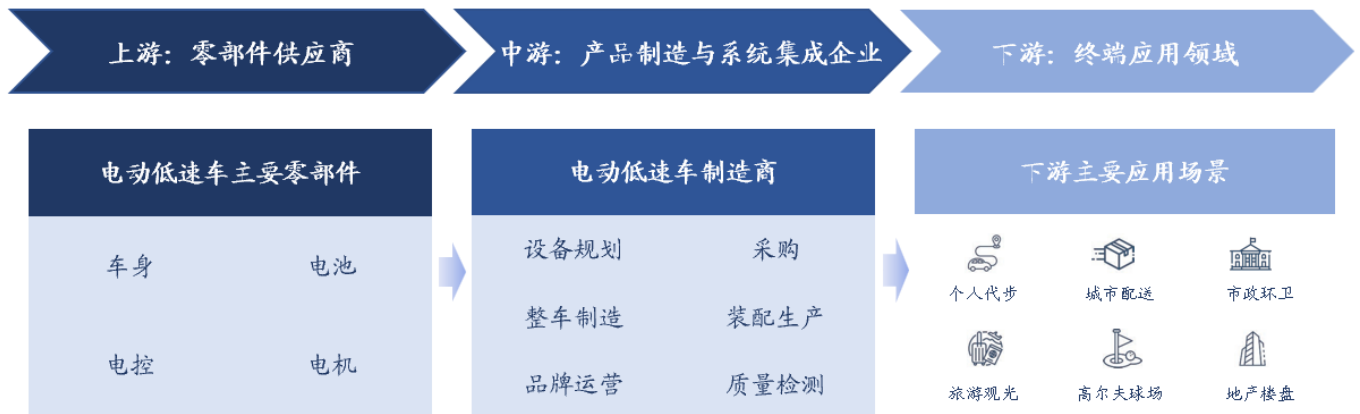 上游：零部件供应商
中游：产品制造与系统集成企业
下游：终端应用领域
电动低速车主要零部件
车身 电池
电控 电机
电动低速车制造商
设备规划 采购
整车制造 装配生产
品牌运营 质量检测
下游主要应用场景
个人代步 城市配送 市政环卫
旅游观光 高尔夫球场 地产楼盘